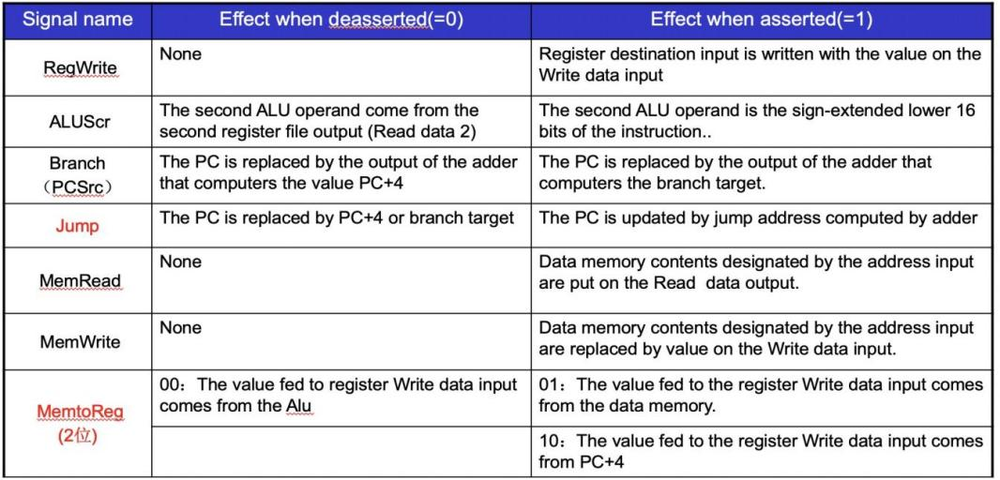 Signal name
Effect when deasserted(=0)
Effect when asserted(=1)
RegWrite
None
Register destination input is written with the value on the
Write data input
ALUScr
The second ALU operand come from the
second register file output (Read data 2)
The second ALU operand is the sign-extended lower 16
bits of the instruction..
Branch
（PCSrc）
The PC is replaced by the output of the adder
that computers the value PC+4
The PC is replaced by the output of the adder that
computers the branch target.
Jump
The PC is replaced by PC+4 or branch target
The PC is updated by jump address computed by adder
MemRead
None
Data memory contents designated by the address input
are put on the Read data output.
MemWrite
None
Data memory contents designated by the address input
are replaced by value on the Write data input.
MemtoReg
(2位)
00：The value fed to register Write data input
comes from the Alu
01：The value fed to the register Write data input comes
from the data memory.
10：The value fed to the register Write data input comes
from PC+4